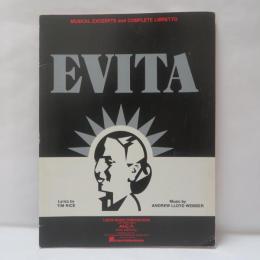 MUSICAL EXCERPTS and COMPLETE LIBRETTO
EVITA
Lyrics by
TIM RICE
Music by
ANDREW LLOYD WEBBER